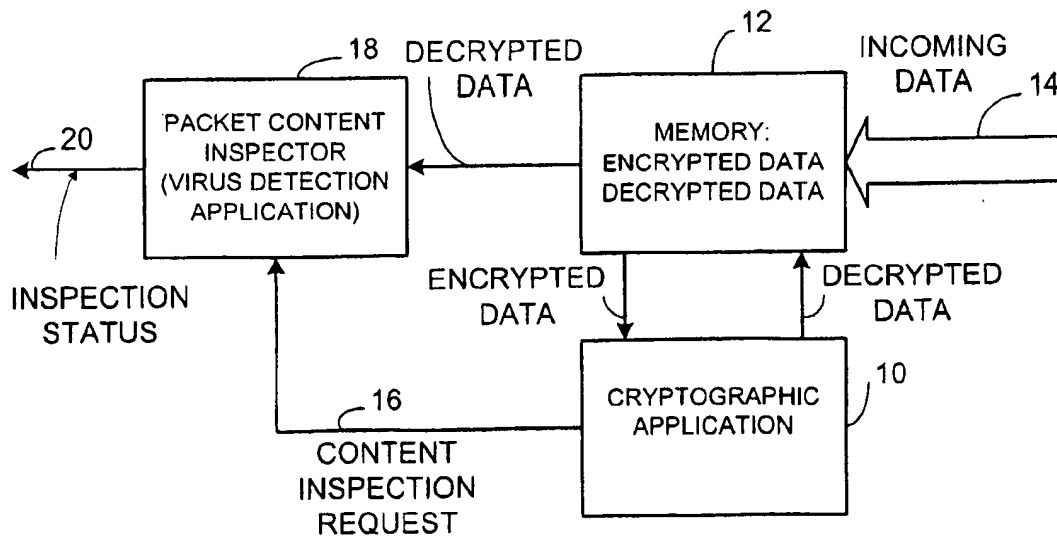 18
DECRYPTED
DATA
12
INCOMING
DATA
14
20
PACKET CONTENT
INSPECTOR
(VIRUS DETECTION
APPLICATION)
MEMORY:
ENCRYPTED DATA
DECRYPTED DATA
INSPECTION
STATUS
ENCRYPTED
DATA
DECRYPTED
DATA
16
CONTENT
INSPECTION
REQUEST
CRYPTOGRAPHIC
APPLICATION
10